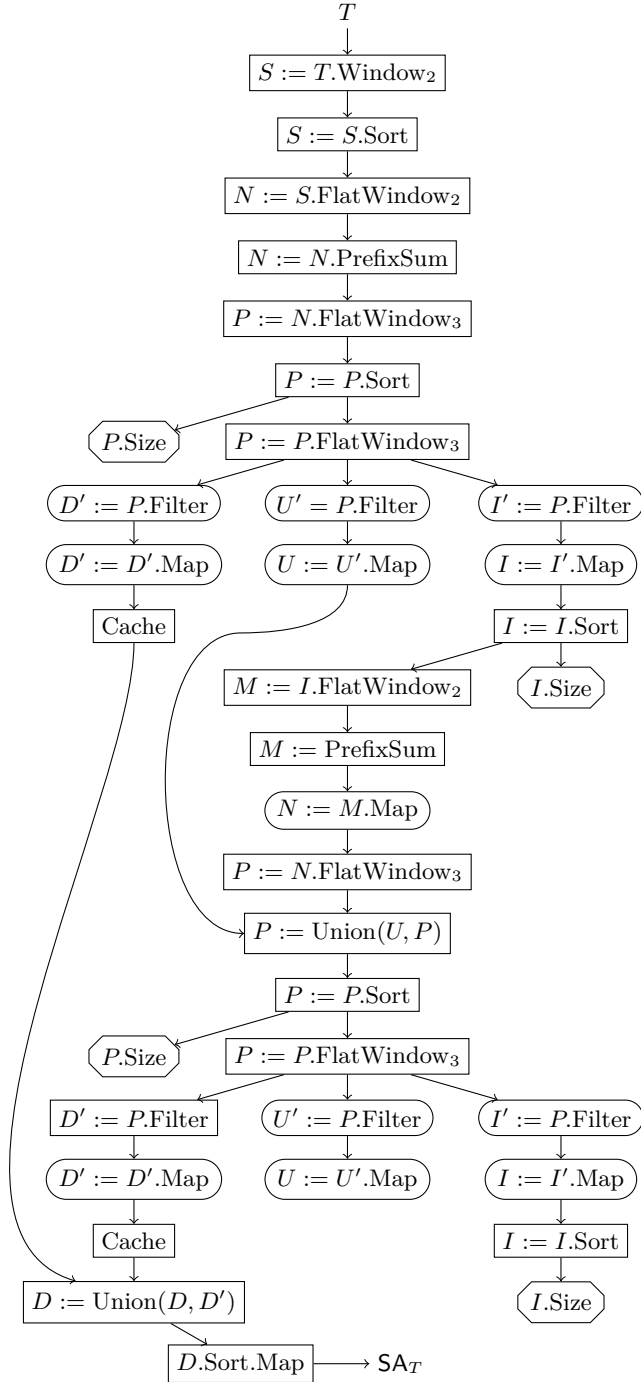 T
S := T.Window₂
S := S.Sort
N := S.FlatWindow₂
N := N.PrefixSum
P := N.FlatWindow₃
P := P.Sort
P.Size
P := P.FlatWindow₃
D′ := P.Filter
U′ = P.Filter
I′ := P.Filter
D′ := D′.Map
U := U′.Map
I := I′.Map
Cache
I := I.Sort
M := I.FlatWindow₂
I.Size
M := PrefixSum
N := M.Map
P := N.FlatWindow₃
P := Union(U, P)
P := P.Sort
P.Size
P := P.FlatWindow₃
D′ := P.Filter
U′ := P.Filter
I′ := P.Filter
D′ := D′.Map
U := U′.Map
I := I′.Map
Cache
I := I.Sort
D := Union(D, D′)
I.Size
D.Sort.Map
SA_T